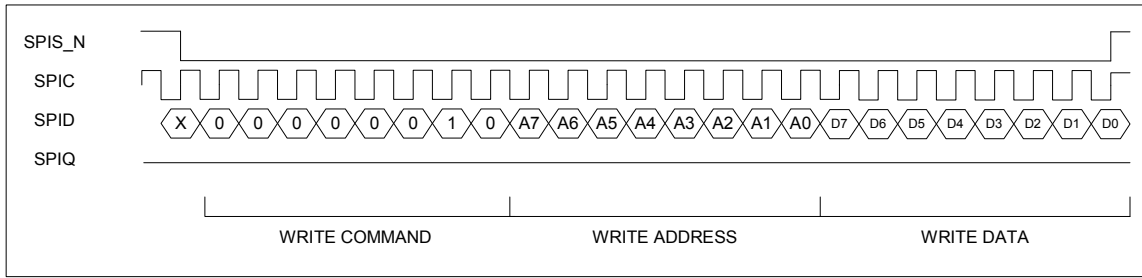 SPIS_N
SPIC
SPID X 0 0 0 0 0 0 1 0 A7 A6 A5 A4 A3 A2 A1 A0 D7 D6 D5 D4 D3 D2 D1 D0
SPIQ
WRITE COMMAND WRITE ADDRESS WRITE DATA